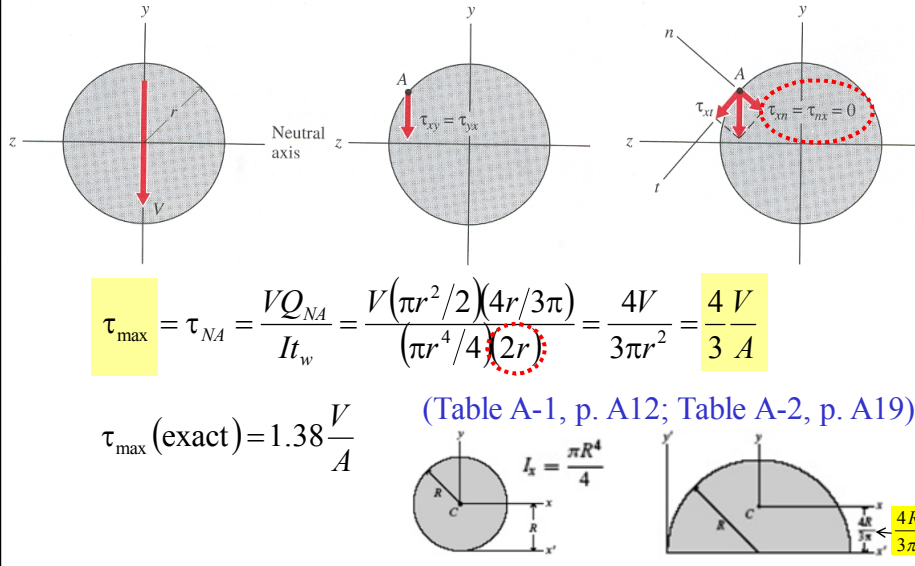 y
r
z
V
Neutral
axis
y
A
τxy = τyx
z
y
n
A
τxt
τxn = τnx = 0
z
t
τmax = τNA = VQNA/Itw = V(πr²/2)(4r/3π)/(πr⁴/4)(2r) = 4V/3πr² = 4/3 V/A
τmax (exact) = 1.38 V/A
(Table A-1, p. A12; Table A-2, p. A19)
y
Ix = πR⁴/4
R
C
x
R
x'
y'
y
R
C
x
4R/3π
4R/3π
x'